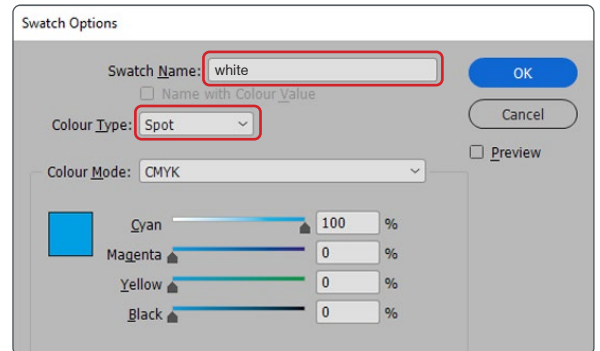 Swatch Options
Swatch Name: white OK
Name with Colour Value
Colour Type: Spot Cancel
Preview
Colour Mode: CMYK
Cyan 100 %
Magenta 0 %
Yellow 0 %
Black 0 %